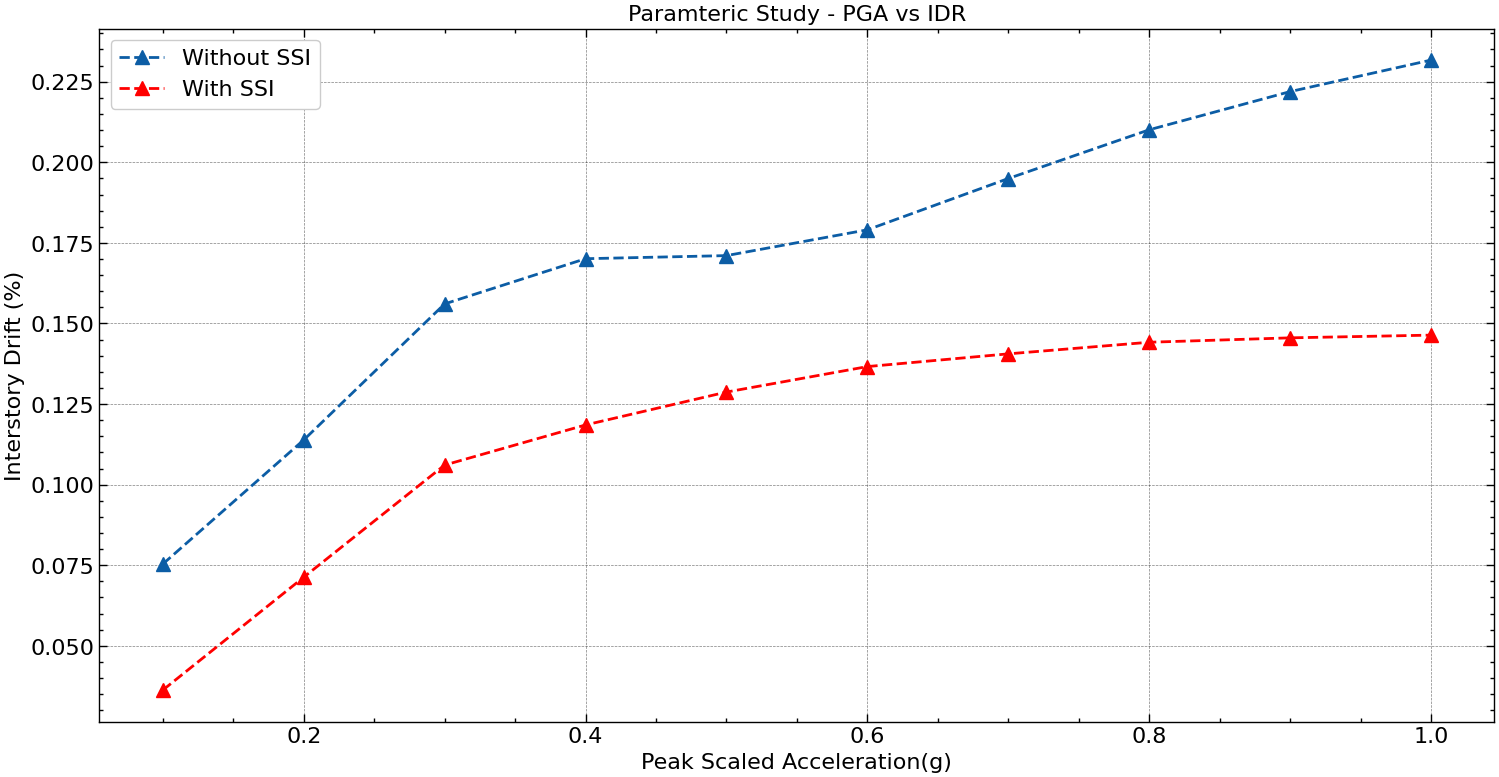 Paramteric Study - PGA vs IDR
Without SSI
With SSI
0.225
0.200
0.175
0.150
0.125
0.100
0.075
0.050
Interstory Drift (%)
0.2 0.4 0.6 0.8 1.0
Peak Scaled Acceleration(g)